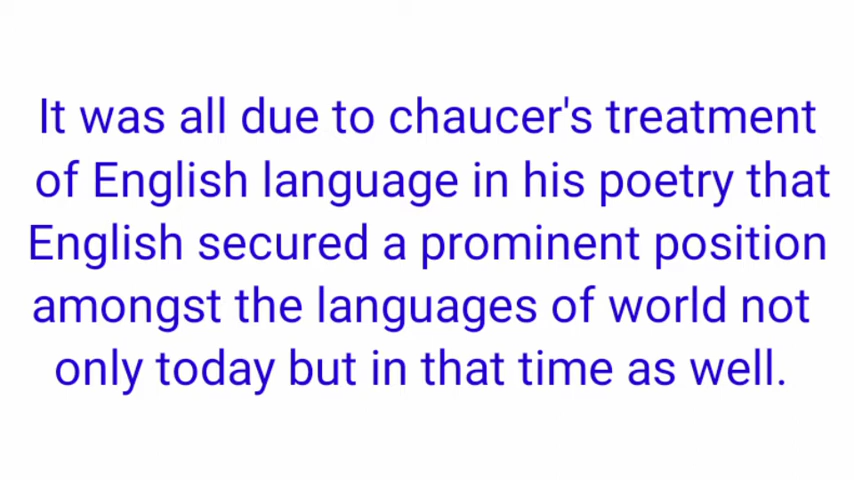 It was all due to chaucer's treatment
of English language in his poetry that
English secured a prominent position
amongst the languages of world not
only today but in that time as well.